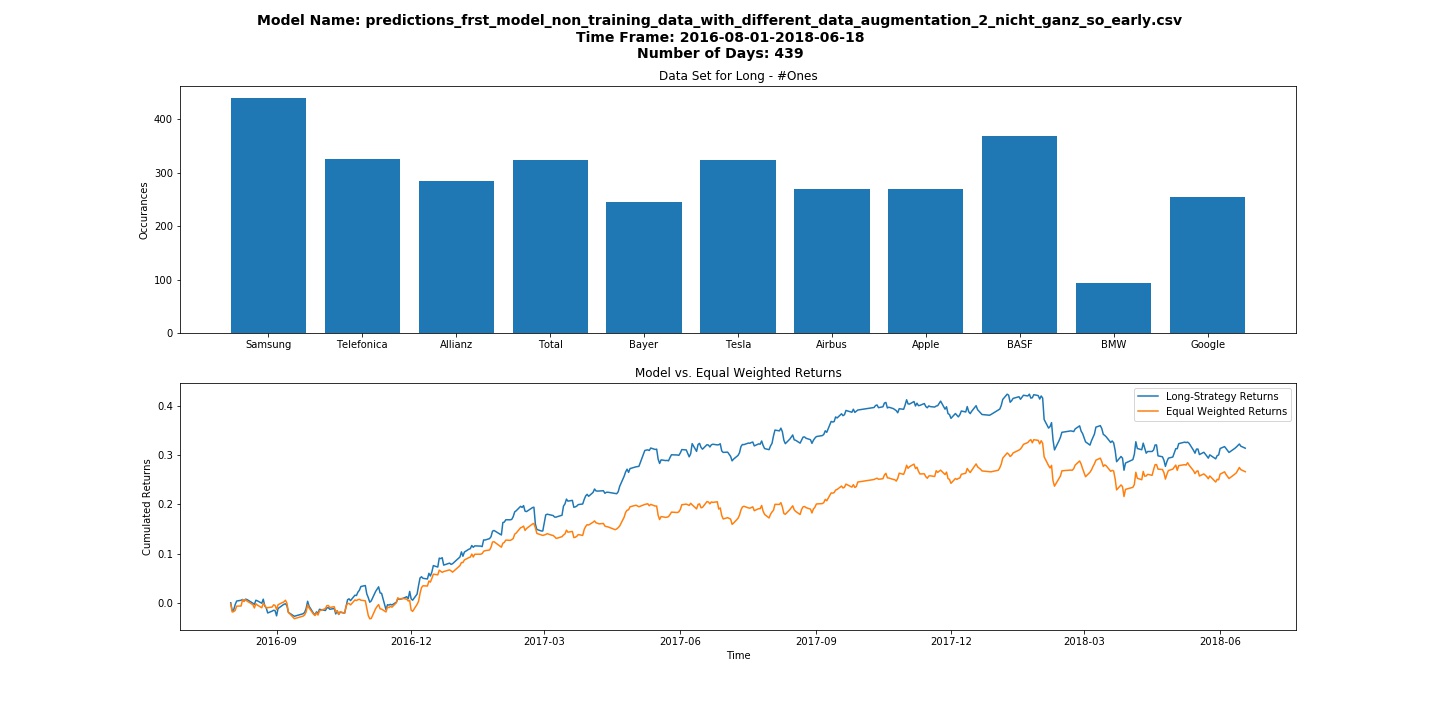 Model Name: predictions_frst_model_non_training_data_with_different_data_augmentation_2_nicht_ganz_so_early.csv
Time Frame: 2016-08-01-2018-06-18
Number of Days: 439
Data Set for Long - #Ones
400
300
200
100
0
Occurances
Samsung Telefonica Allianz Total Bayer Tesla Airbus Apple BASF BMW Google
Model vs. Equal Weighted Returns
Long-Strategy Returns
Equal Weighted Returns
0.4
0.3
0.2
0.1
0.0
Cumulated Returns
2016-09 2016-12 2017-03 2017-06 2017-09 2017-12 2018-03 2018-06
Time